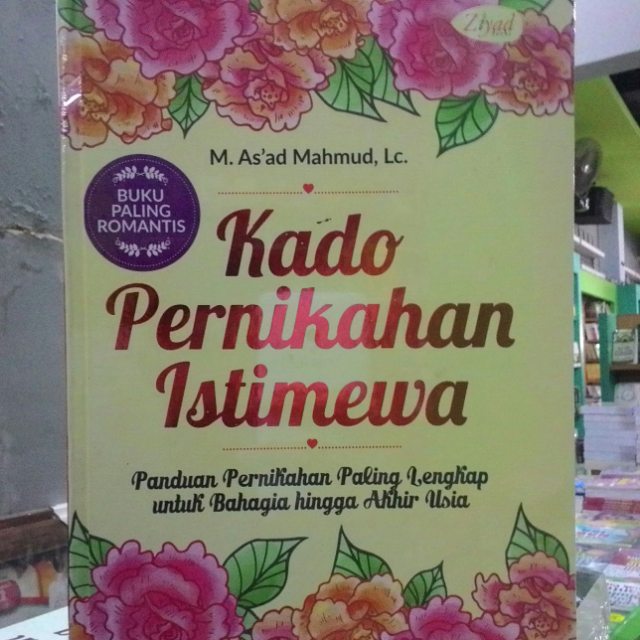 Ziyad
M. As'ad Mahmud, Lc.
BUKU
PALING
ROMANTIS
Kado
Pernikahan
Istimewa
Panduan Pernikahan Paling Lengkap
untuk Bahagia hingga Akhir Usia